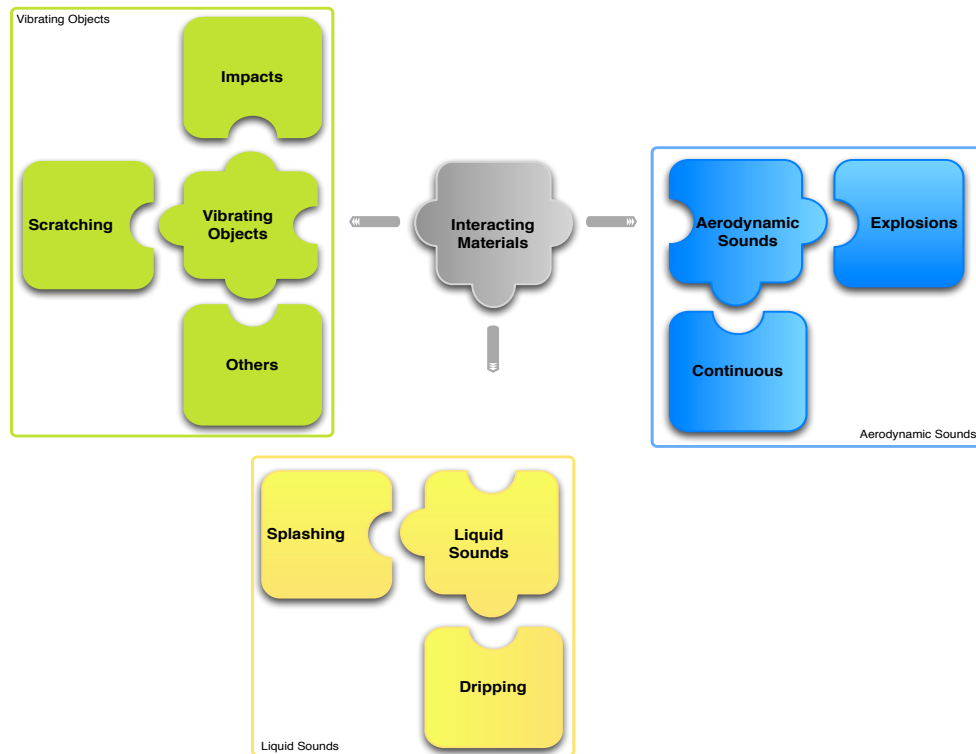 Vibrating Objects
Impacts
Scratching
Vibrating
Objects
Others
Interacting
Materials
Aerodynamic
Sounds
Explosions
Continuous
Aerodynamic Sounds
Splashing
Liquid
Sounds
Dripping
Liquid Sounds